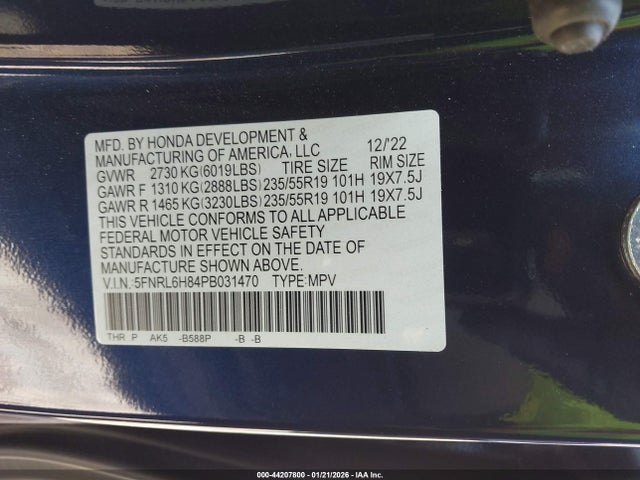 MFD. BY HONDA DEVELOPMENT &
MANUFACTURING OF AMERICA, LLC 12/'22
GVWR 2730 KG(6019LBS) TIRE SIZE RIM SIZE
GAWR F 1310 KG(2888LBS) 235/55R19 101H 19X7.5J
GAWR R 1465 KG(3230LBS) 235/55R19 101H 19X7.5J
THIS VEHICLE CONFORMS TO ALL APPLICABLE
FEDERAL MOTOR VEHICLE SAFETY
STANDARDS IN EFFECT ON THE DATE OF
MANUFACTURE SHOWN ABOVE.
V.I.N. 5FNRL6H84PB031470 TYPE:MPV
THR P AK5 -B588P -B -B
000-44207800 - 01/21/2026 - IAA Inc.